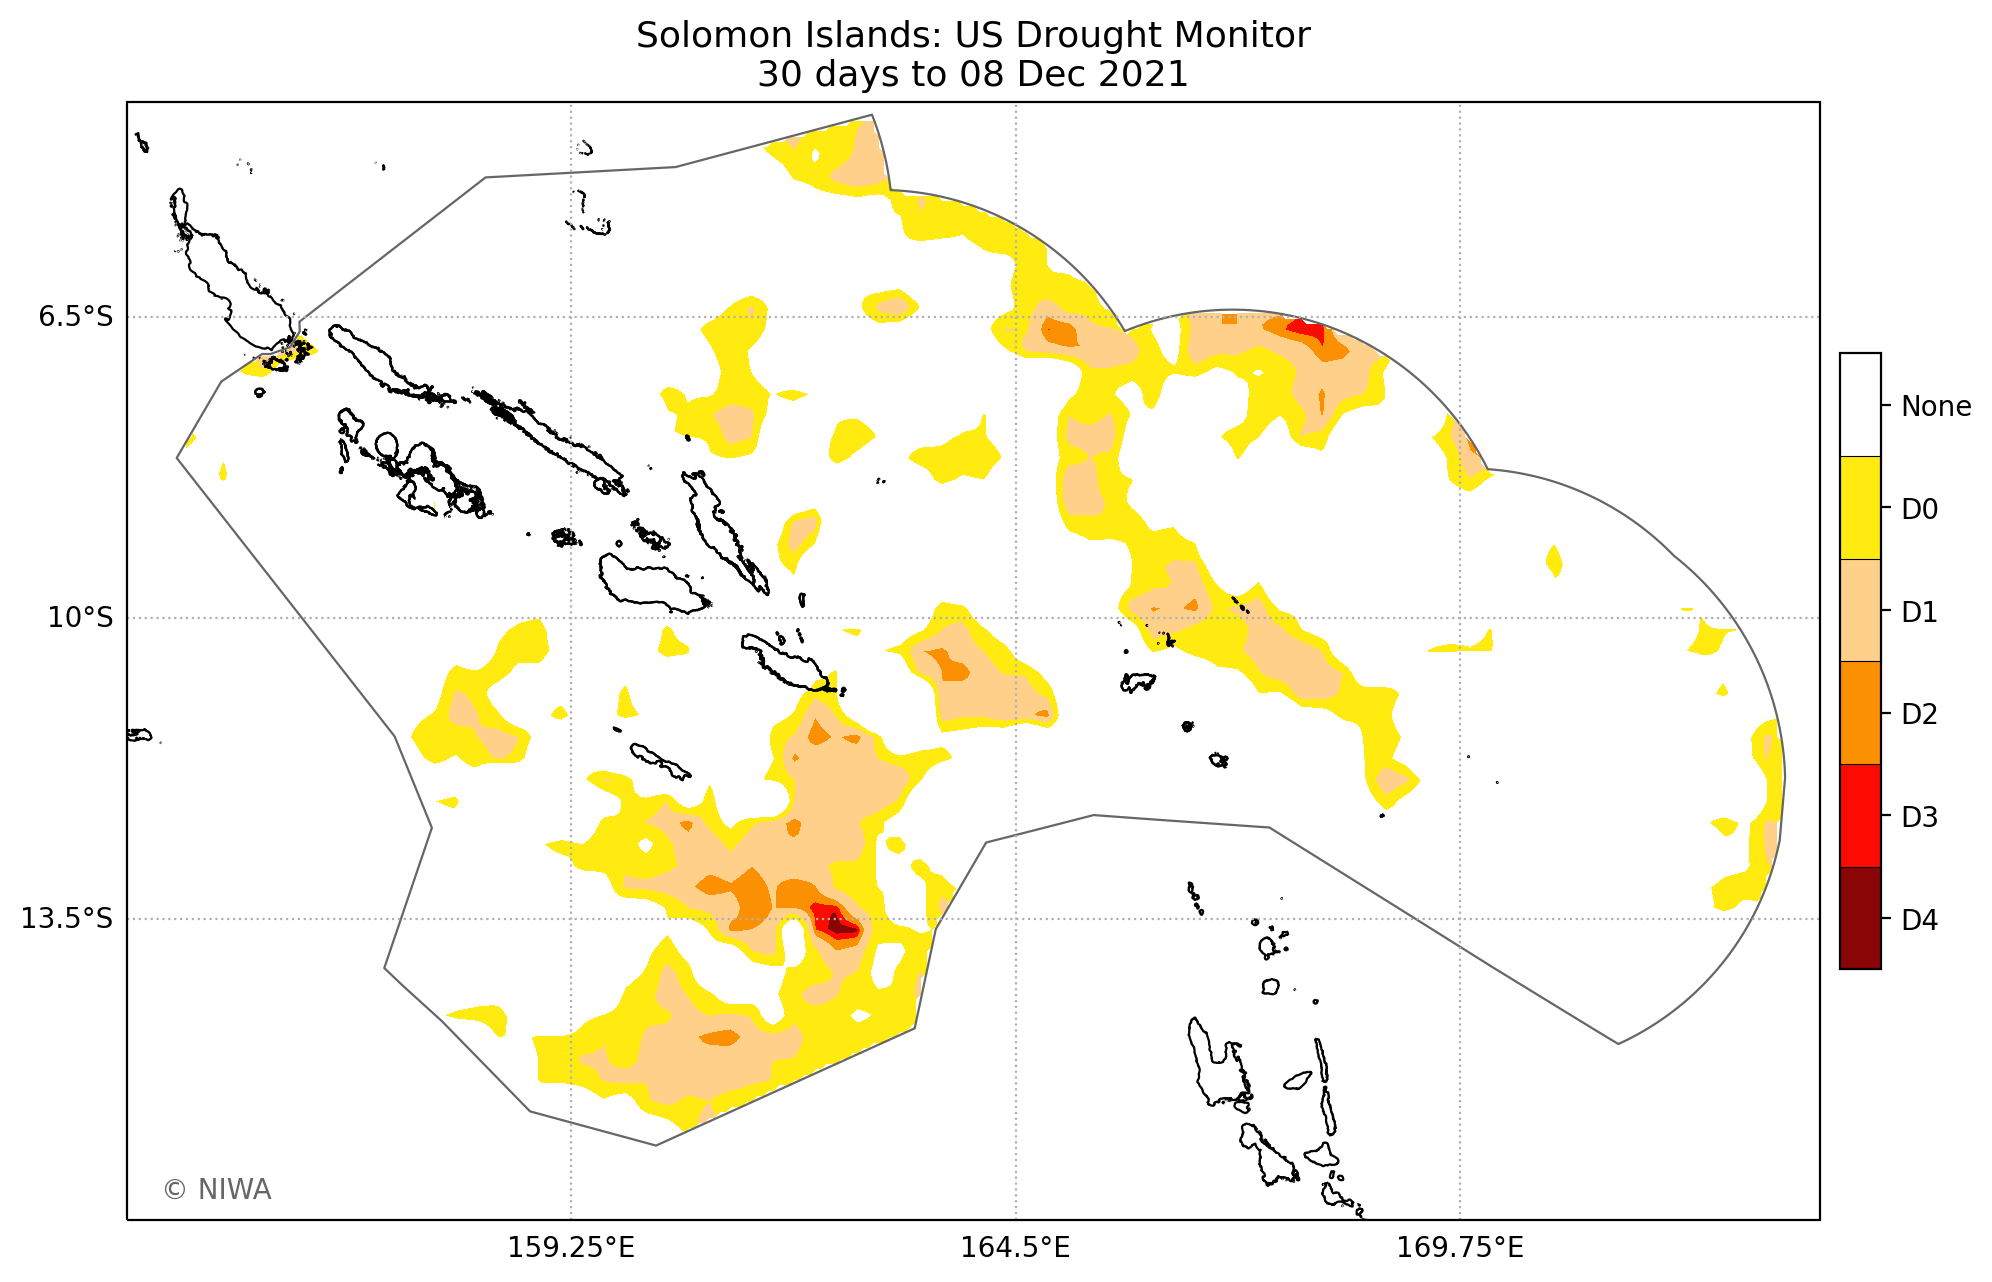 Solomon Islands: US Drought Monitor
30 days to 08 Dec 2021
6.5°S
10°S
13.5°S
159.25°E
164.5°E
169.75°E
None
D0
D1
D2
D3
D4
© NIWA